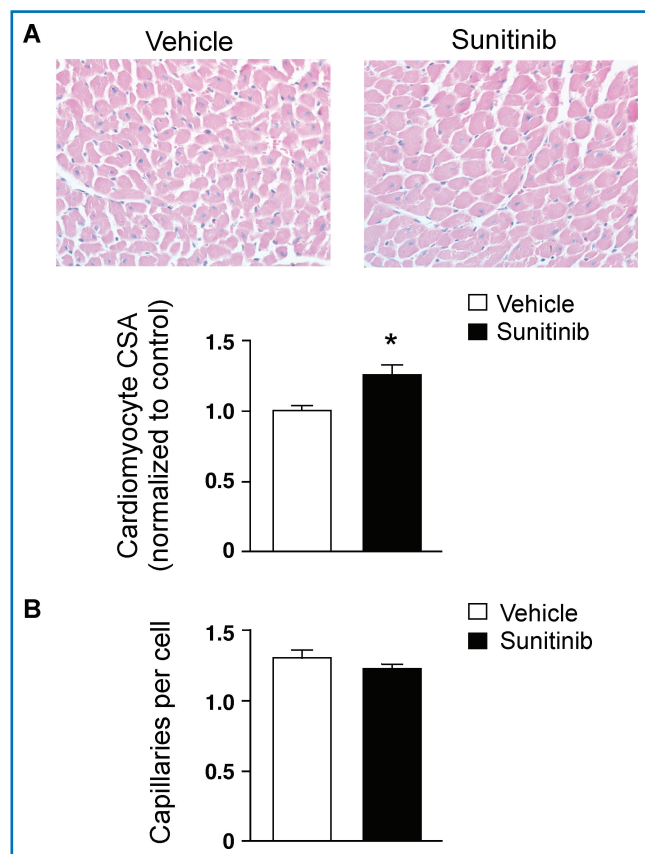 A
Vehicle
Sunitinib
Vehicle
Sunitinib
Cardiomyocyte CSA
(normalized to control)
1.5
1.0
0.5
0
*
B
Vehicle
Sunitinib
Capillaries per cell
1.5
1.0
0.5
0